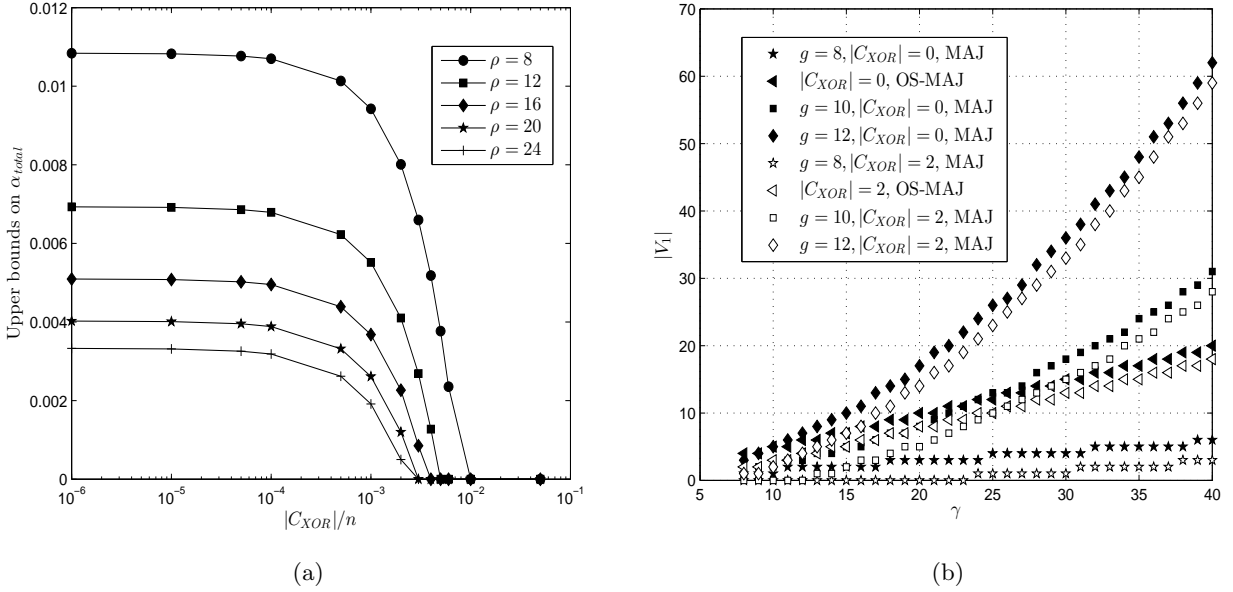 0.012
0.01
0.008
0.006
0.004
0.002
0
Upper bounds on α_total
10⁻⁶
10⁻⁵
10⁻⁴
10⁻³
10⁻²
10⁻¹
|C_XOR|/n
ρ = 8
ρ = 12
ρ = 16
ρ = 20
ρ = 24
(a)
70
60
50
40
30
20
10
0
|V₁|
5
10
15
20
25
30
35
40
γ
g = 8, |C_XOR| = 0, MAJ
|C_XOR| = 0, OS-MAJ
g = 10, |C_XOR| = 0, MAJ
g = 12, |C_XOR| = 0, MAJ
g = 8, |C_XOR| = 2, MAJ
|C_XOR| = 2, OS-MAJ
g = 10, |C_XOR| = 2, MAJ
g = 12, |C_XOR| = 2, MAJ
(b)